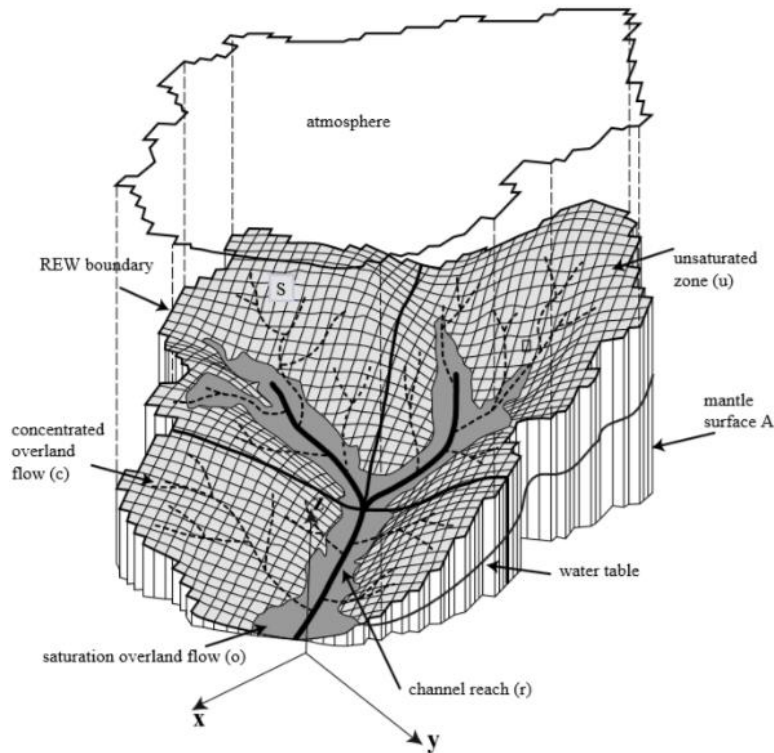 atmosphere
REW boundary
S
unsaturated
zone (u)
mantle
surface A
concentrated
overland
flow (c)
water table
saturation overland flow (o)
channel reach (r)
x
y